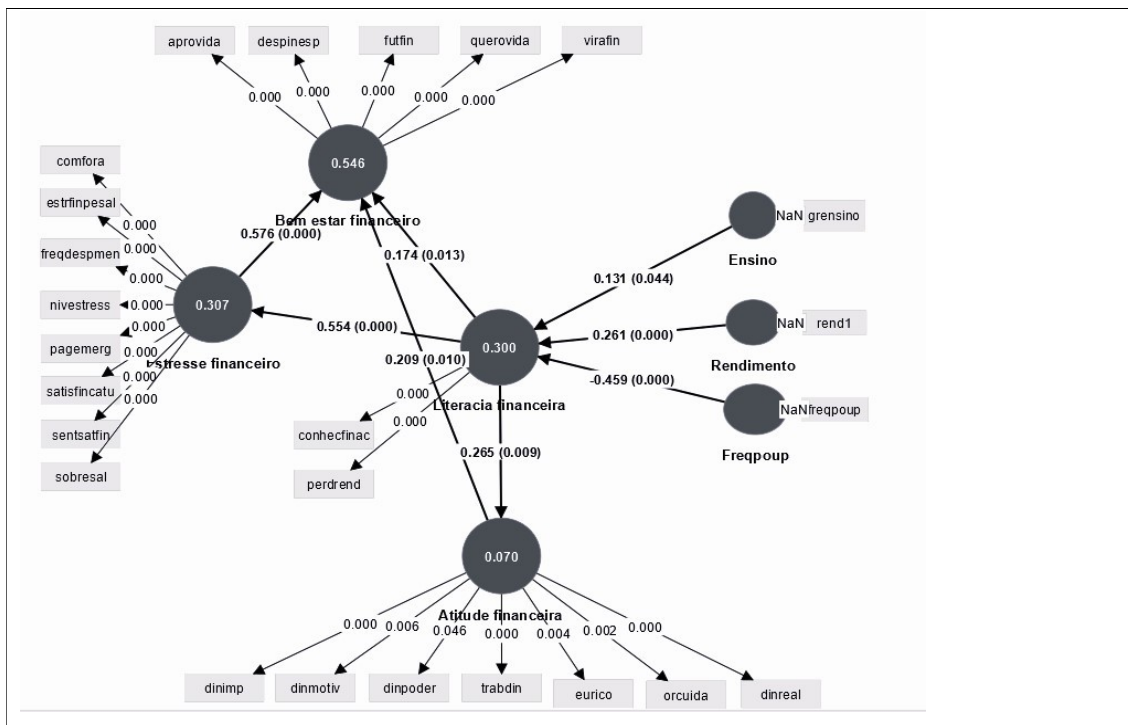 aprovida despinesp futfin querovida virafin
0.000 0.000 0.000 0.000 0.000
0.546
Bem estar financeiro
comfora
estrfinpesal
freqdespmen
nivestress
pagemerg
satisfincatu
sentsatfin
sobresal
0.000
0.000
0.000
0.000
0.000
0.000
0.000
0.000
0.307
Estresse financeiro
0.576 (0.000)
0.174 (0.013)
0.554 (0.000)
0.209 (0.010)
0.300
Literacia financeira
0.000
0.000
conhecfinac
perdrend
0.265 (0.009)
NaN grensino
Ensino
0.131 (0.044)
NaN rend1
0.261 (0.000)
Rendimento
-0.459 (0.000)
NaN freqpoup
Freqpoup
0.070
Atitude financeira
0.000 0.006 0.046 0.000 0.004 0.002 0.000
dinimp dinmotiv dinpoder trabdin eurico orcuida dinreal